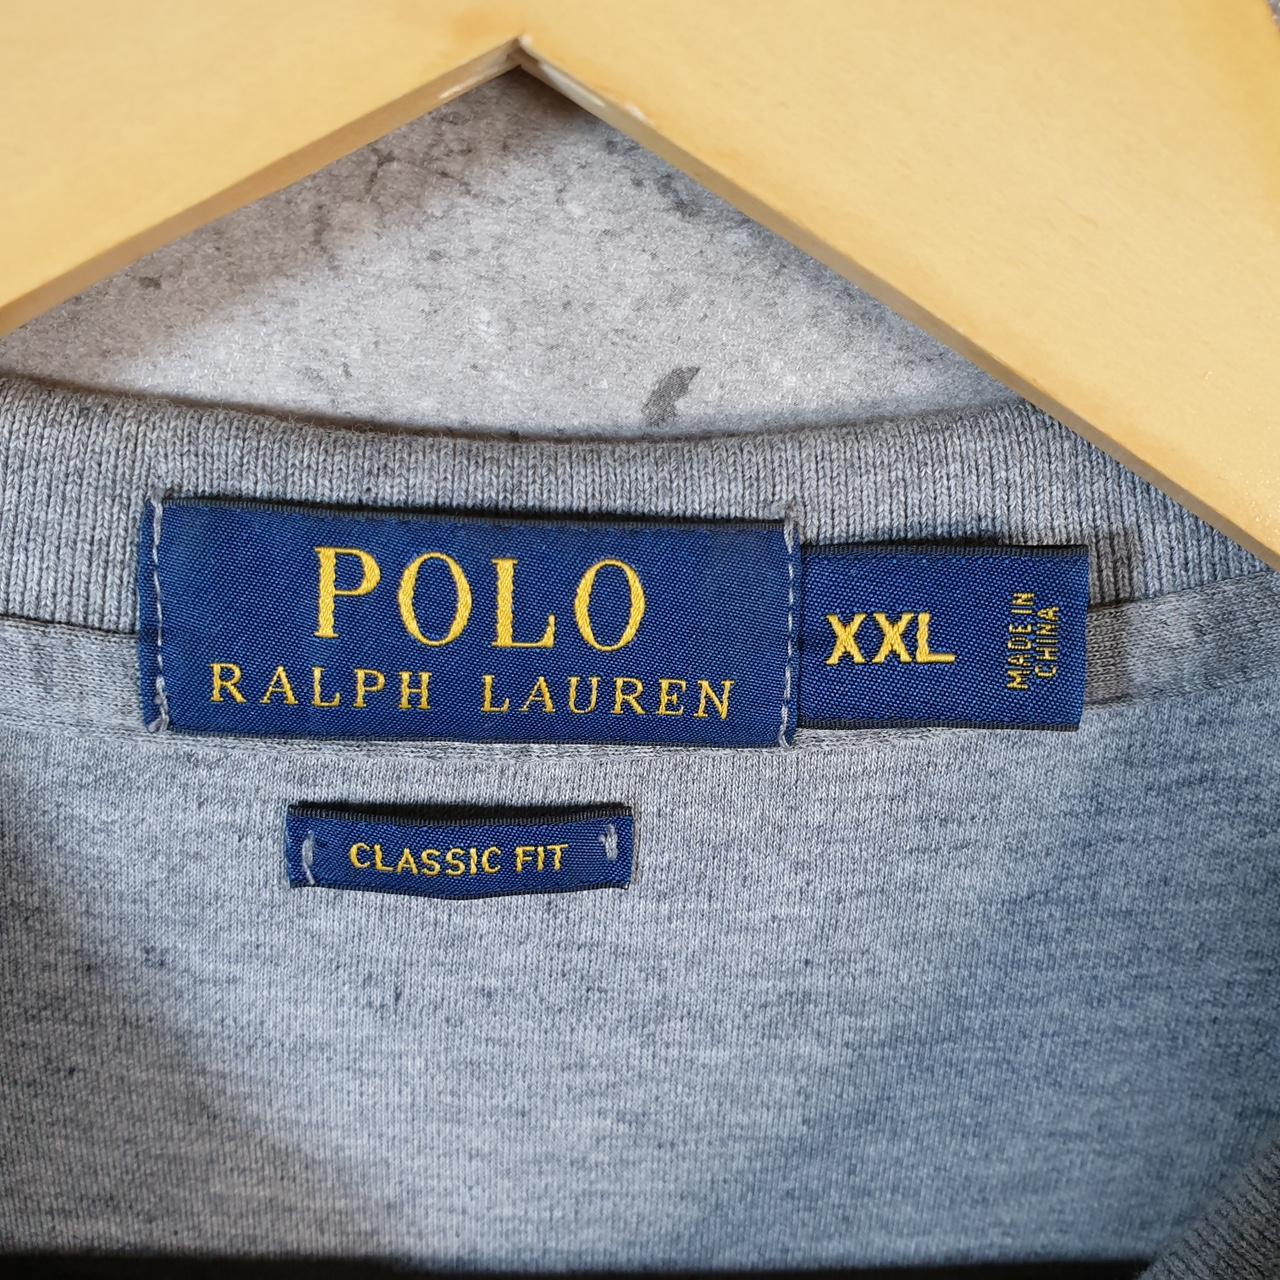 POLO
RALPH LAUREN
XXL
MADE IN
CHINA
CLASSIC FIT